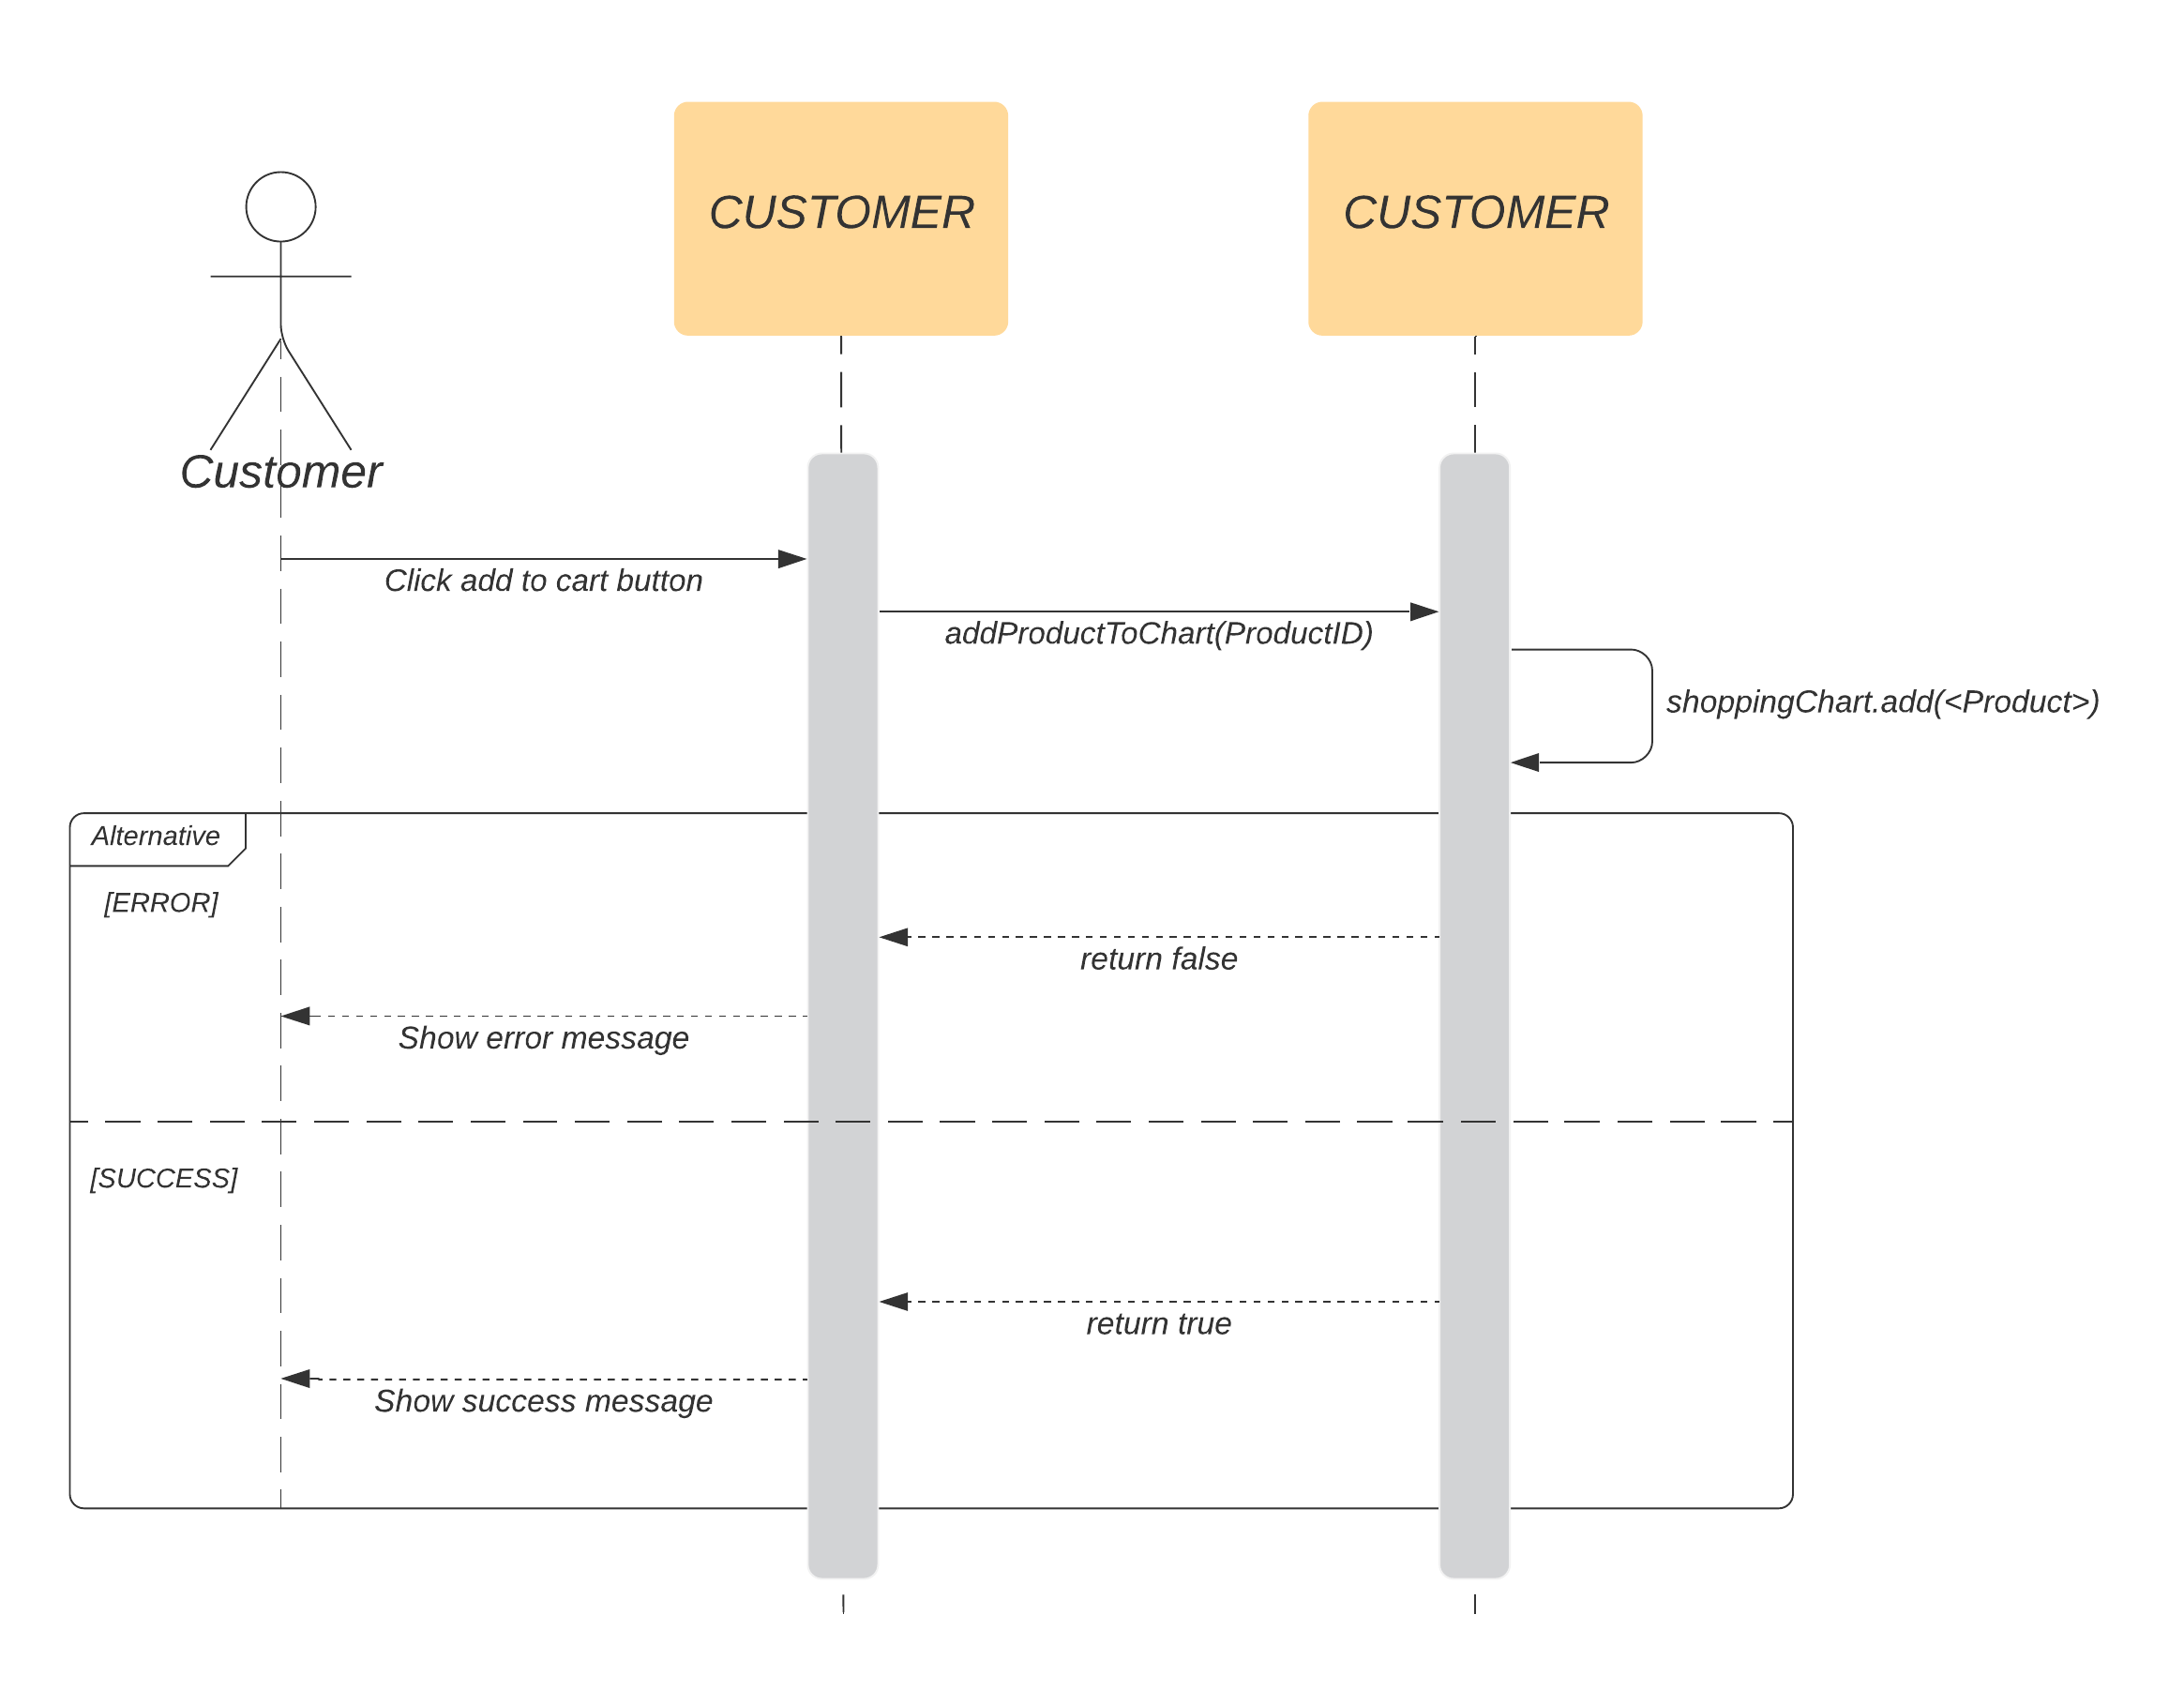 CUSTOMER
CUSTOMER
Customer
Click add to cart button
addProductToChart(ProductID)
shoppingChart.add(<Product>)
Alternative
[ERROR]
return false
Show error message
[SUCCESS]
return true
Show success message